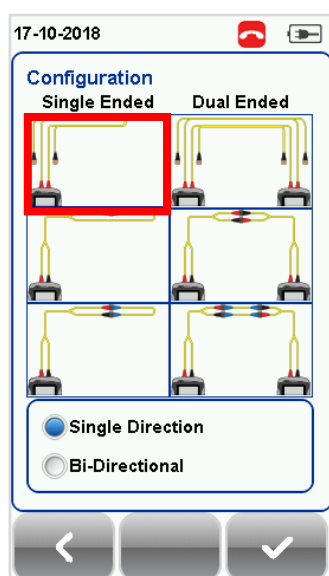 17-10-2018
Configuration
Single Ended Dual Ended
Single Direction
Bi-Directional